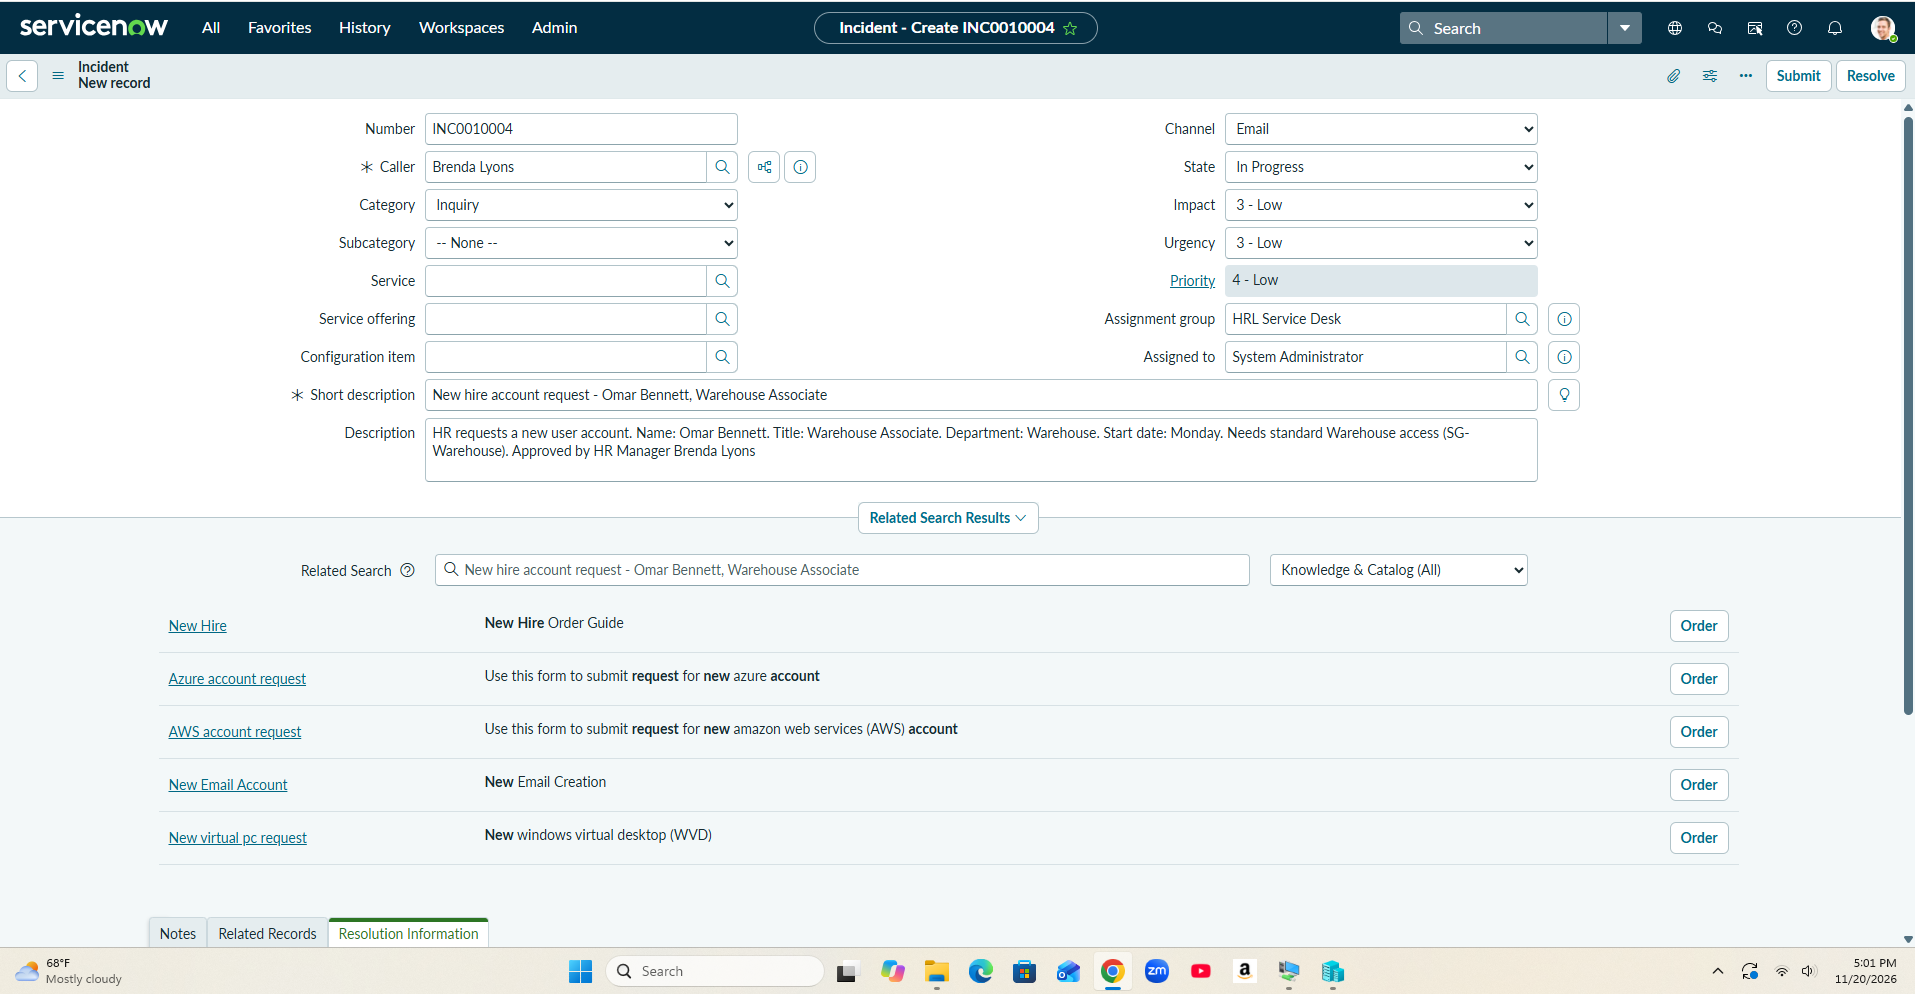 servicenow All Favorites History Workspaces Admin Incident - Create INC0010004 Search
Incident
New record
Submit Resolve
Number INC0010004 Channel Email
Caller Brenda Lyons State In Progress
Category Inquiry Impact 3 - Low
Subcategory -- None -- Urgency 3 - Low
Service Priority 4 - Low
Service offering Assignment group HRL Service Desk
Configuration item Assigned to System Administrator
Short description New hire account request - Omar Bennett, Warehouse Associate
Description HR requests a new user account. Name: Omar Bennett. Title: Warehouse Associate. Department: Warehouse. Start date: Monday. Needs standard Warehouse access (SG-
Warehouse). Approved by HR Manager Brenda Lyons
Related Search Results
Related Search New hire account request - Omar Bennett, Warehouse Associate Knowledge & Catalog (All)
New Hire New Hire Order Guide Order
Azure account request Use this form to submit request for new azure account Order
AWS account request Use this form to submit request for new amazon web services (AWS) account Order
New Email Account New Email Creation Order
New virtual pc request New windows virtual desktop (WVD) Order
Notes Related Records Resolution Information
68°F
Mostly cloudy
Search
zm
a
5:01 PM
11/20/2026